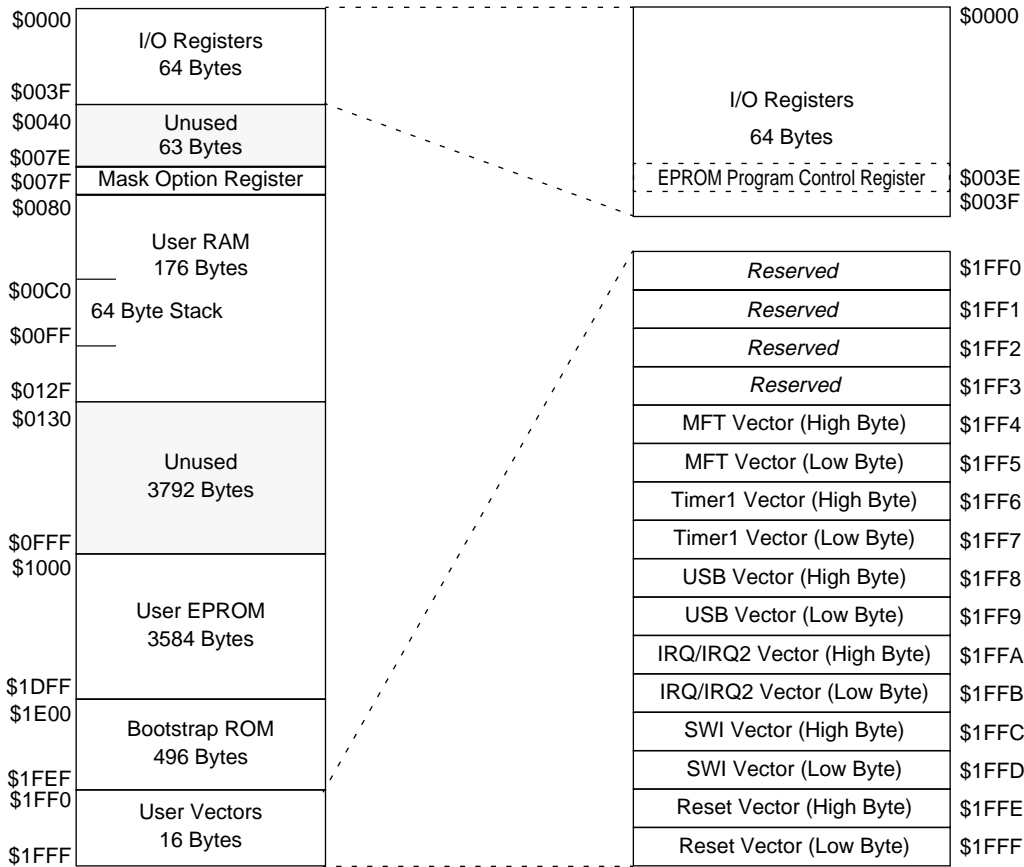 $0000
I/O Registers
64 Bytes
$003F
$0040
Unused
63 Bytes
$007E
$007F
Mask Option Register
$0080
User RAM
176 Bytes
$00C0
64 Byte Stack
$00FF
$012F
$0130
Unused
3792 Bytes
$0FFF
$1000
User EPROM
3584 Bytes
$1DFF
$1E00
Bootstrap ROM
496 Bytes
$1FEF
$1FF0
User Vectors
16 Bytes
$1FFF
$0000
I/O Registers
64 Bytes
EPROM Program Control Register $003E
$003F
Reserved $1FF0
Reserved $1FF1
Reserved $1FF2
Reserved $1FF3
MFT Vector (High Byte) $1FF4
MFT Vector (Low Byte) $1FF5
Timer1 Vector (High Byte) $1FF6
Timer1 Vector (Low Byte) $1FF7
USB Vector (High Byte) $1FF8
USB Vector (Low Byte) $1FF9
IRQ/IRQ2 Vector (High Byte) $1FFA
IRQ/IRQ2 Vector (Low Byte) $1FFB
SWI Vector (High Byte) $1FFC
SWI Vector (Low Byte) $1FFD
Reset Vector (High Byte) $1FFE
Reset Vector (Low Byte) $1FFF